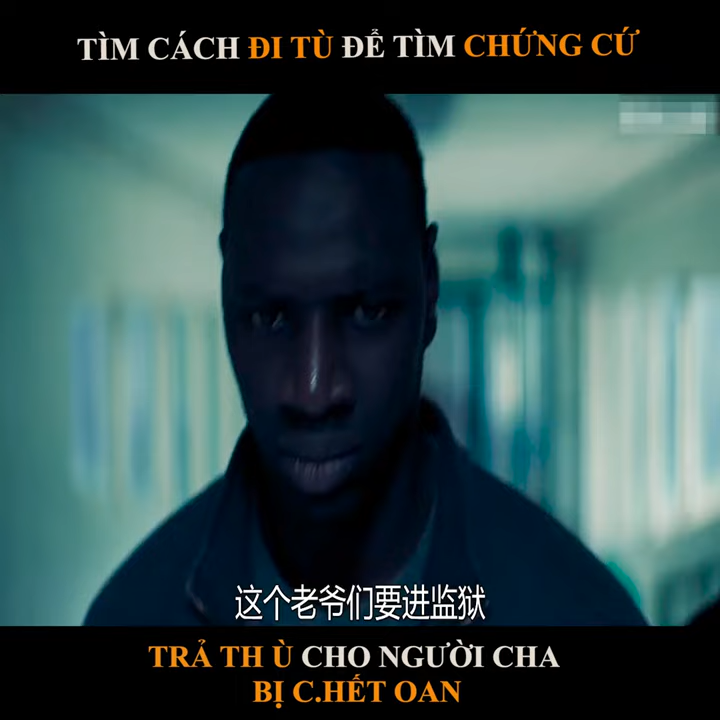 TÌM CÁCH ĐI TÙ ĐỂ TÌM CHỨNG CỨ
这个老爷们要进监狱
TRẢ TH Ù CHO NGƯỜI CHA
BỊ C.HẾT OAN